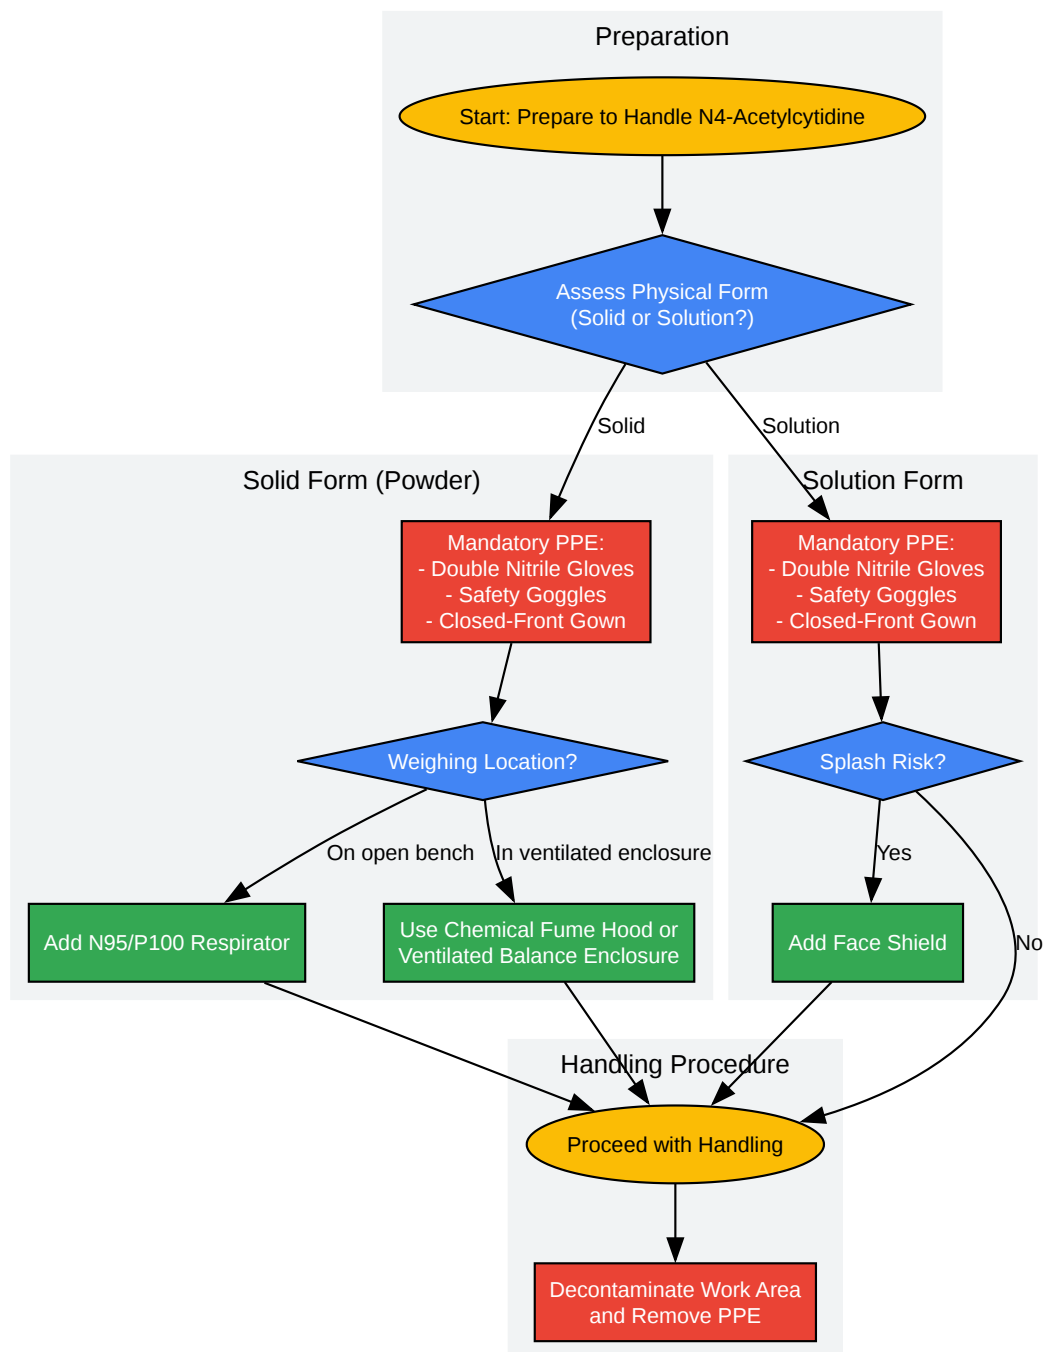 Preparation
Start: Prepare to Handle N4-Acetylcytidine
Assess Physical Form
(Solid or Solution?)
Solid
Solution
Solid Form (Powder)
Mandatory PPE:
- Double Nitrile Gloves
- Safety Goggles
- Closed-Front Gown
Weighing Location?
On open bench
In ventilated enclosure
Add N95/P100 Respirator
Use Chemical Fume Hood or
Ventilated Balance Enclosure
Solution Form
Mandatory PPE:
- Double Nitrile Gloves
- Safety Goggles
- Closed-Front Gown
Splash Risk?
Yes
No
Add Face Shield
Handling Procedure
Proceed with Handling
Decontaminate Work Area
and Remove PPE